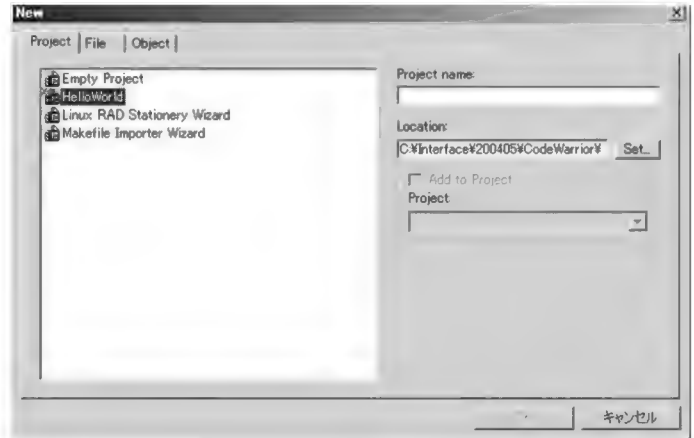 New
Project File Object
Empty Project
HelloWorld
Linux RAD Stationery Wizard
Makefile Importer Wizard
Project name:
Location:
C:¥Interface¥200405¥CodeWarrior¥ Set...
Add to Project
Project
キャンセル